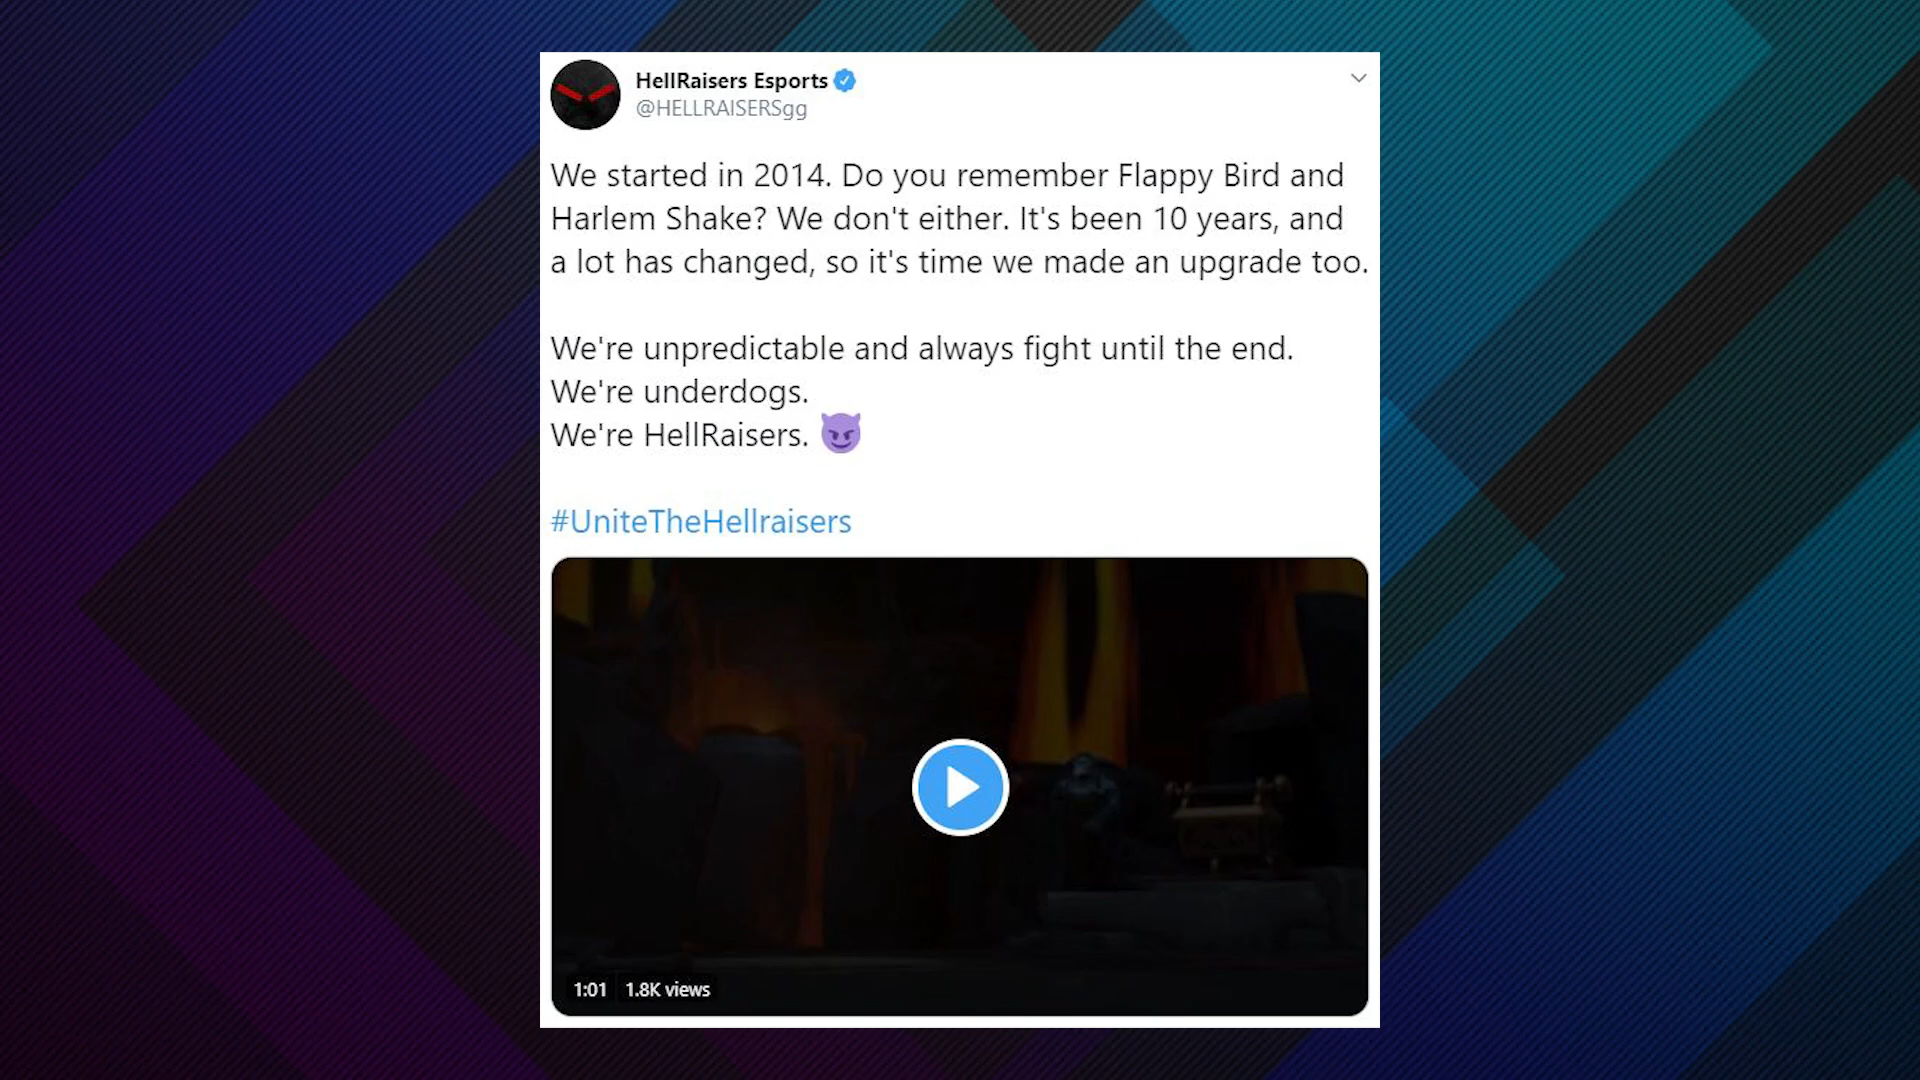 HellRaisers Esports
@HELLRAISERSgg
We started in 2014. Do you remember Flappy Bird and
Harlem Shake? We don't either. It's been 10 years, and
a lot has changed, so it's time we made an upgrade too.
We're unpredictable and always fight until the end.
We're underdogs.
We're HellRaisers. 😈
#UniteTheHellraisers
1:01 1.8K views